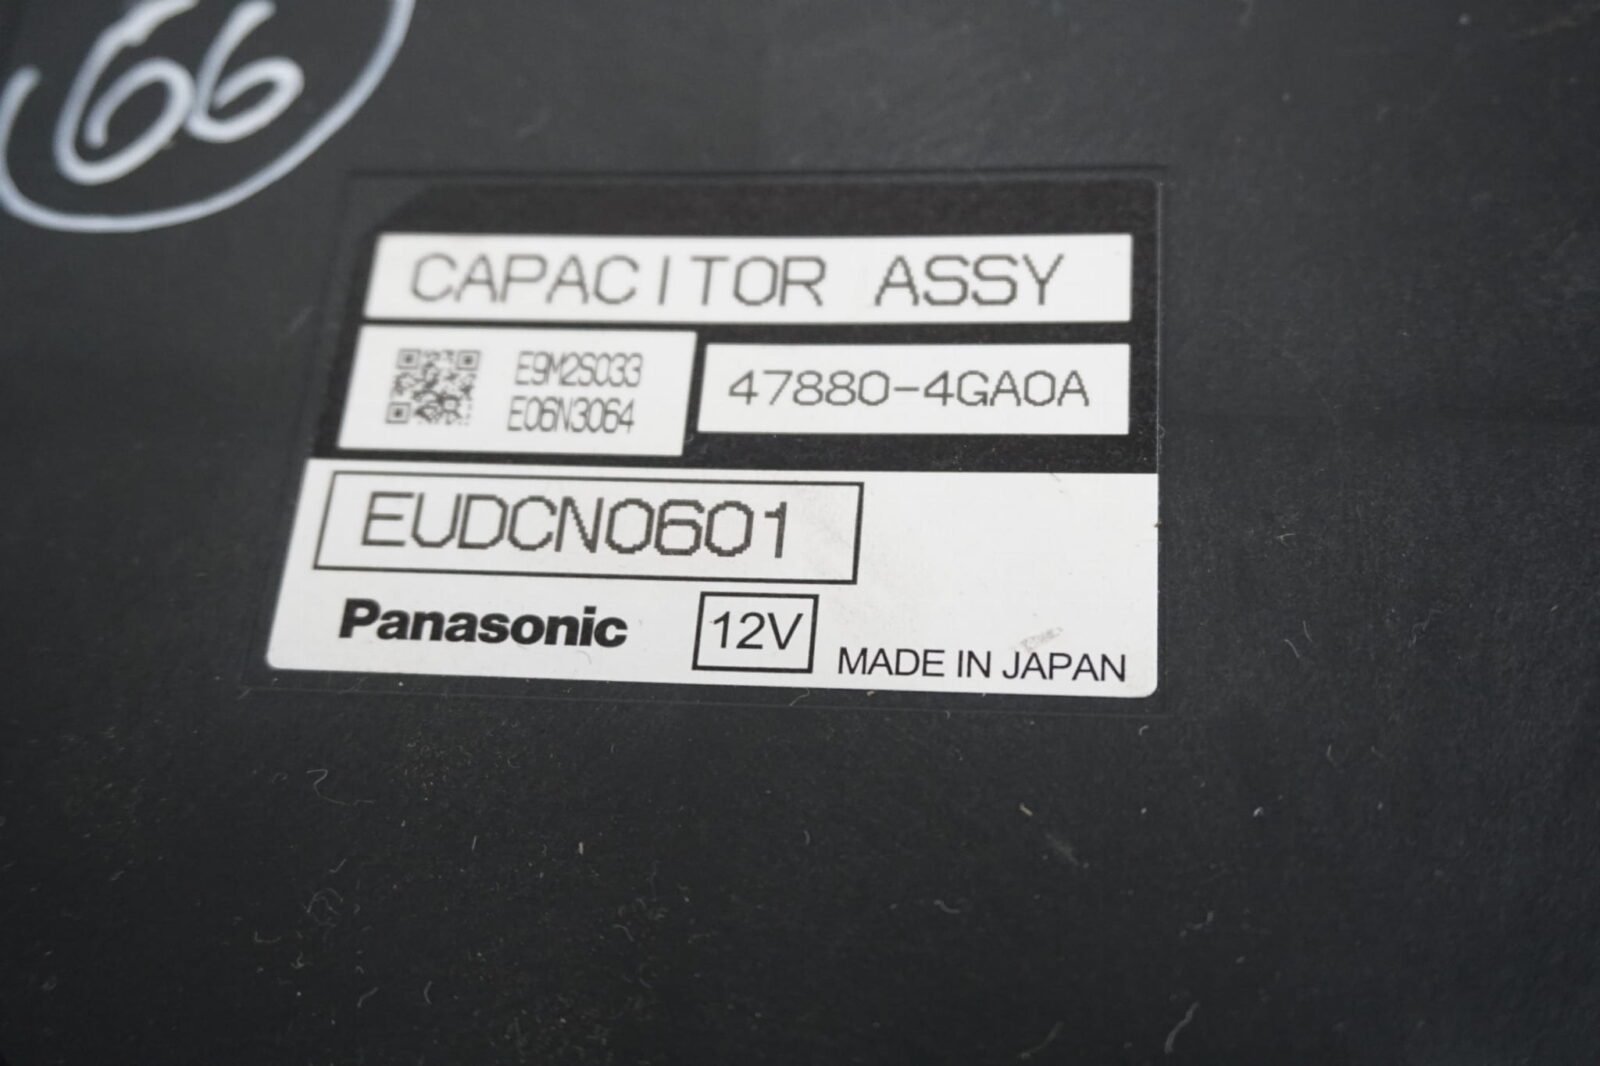 66
CAPACITOR ASSY
E9M2S033
E06N3064
47880-4GA0A
EUDCN0601
Panasonic
12V
MADE IN JAPAN